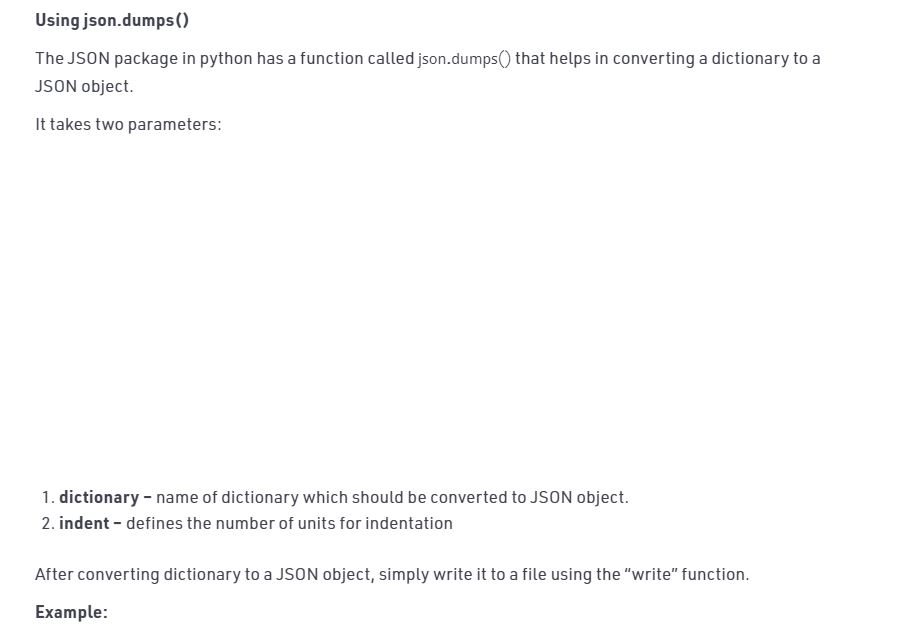 Using json.dumps()
The JSON package in python has a function called json.dumps() that helps in converting a dictionary to a
JSON object.
It takes two parameters:
1. dictionary – name of dictionary which should be converted to JSON object.
2. indent – defines the number of units for indentation
After converting dictionary to a JSON object, simply write it to a file using the “write” function.
Example: